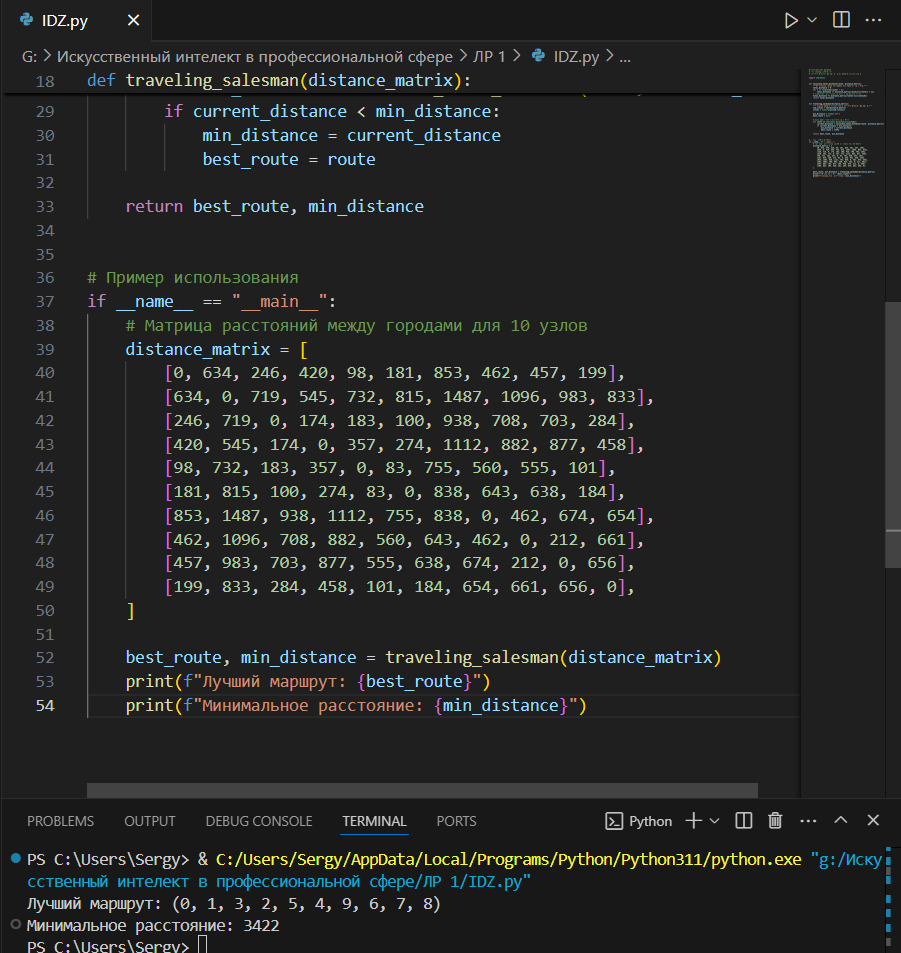 IDZ.py
G: > Искусственный интелект в профессиональной сфере > ЛР 1 > IDZ.py > ...
18 def traveling_salesman(distance_matrix):
29 if current_distance < min_distance:
30 min_distance = current_distance
31 best_route = route
32
33 return best_route, min_distance
34
35
36 # Пример использования
37 if __name__ == "__main__":
38 # Матрица расстояний между городами для 10 узлов
39 distance_matrix = [
40 [0, 634, 246, 420, 98, 181, 853, 462, 457, 199],
41 [634, 0, 719, 545, 732, 815, 1487, 1096, 983, 833],
42 [246, 719, 0, 174, 183, 100, 938, 708, 703, 284],
43 [420, 545, 174, 0, 357, 274, 1112, 882, 877, 458],
44 [98, 732, 183, 357, 0, 83, 755, 560, 555, 101],
45 [181, 815, 100, 274, 83, 0, 838, 643, 638, 184],
46 [853, 1487, 938, 1112, 755, 838, 0, 462, 674, 654],
47 [462, 1096, 708, 882, 560, 643, 462, 0, 212, 661],
48 [457, 983, 703, 877, 555, 638, 674, 212, 0, 656],
49 [199, 833, 284, 458, 101, 184, 654, 661, 656, 0],
50 ]
51
52 best_route, min_distance = traveling_salesman(distance_matrix)
53 print(f"Лучший маршрут: {best_route}")
54 print(f"Минимальное расстояние: {min_distance}")
PROBLEMS OUTPUT DEBUG CONSOLE TERMINAL PORTS
Python
PS C:\Users\Sergy> & C:/Users/Sergy/AppData/Local/Programs/Python/Python311/python.exe "g:/Иску
сственный интелект в профессиональной сфере/ЛР 1/IDZ.py"
Лучший маршрут: (0, 1, 3, 2, 5, 4, 9, 6, 7, 8)
Минимальное расстояние: 3422
PS C:\Users\Sergy>